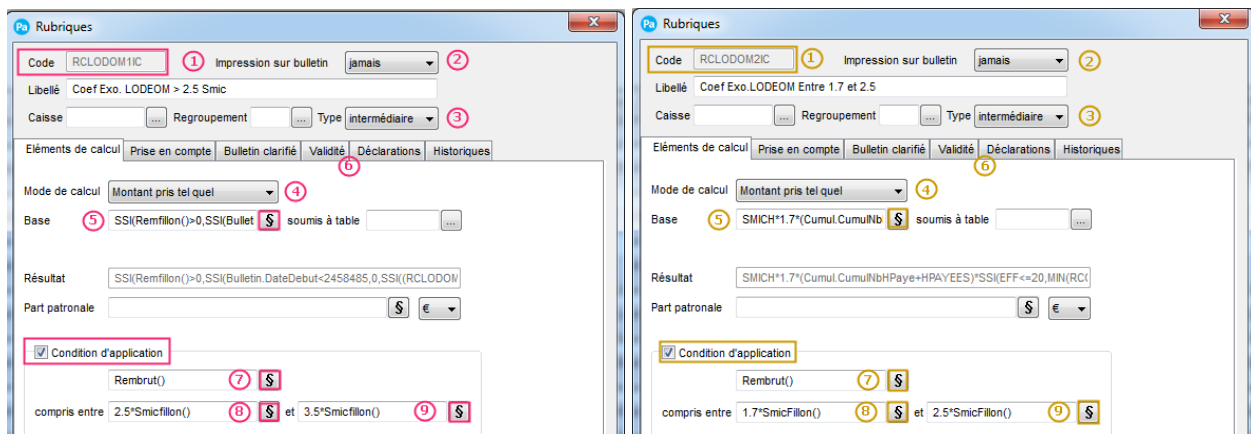 Pa Rubriques X
Code RCLODOM1IC 1 Impression sur bulletin jamais 2
Libellé Coef Exo. LODEOM > 2.5 Smic
Caisse ... Regroupement ... Type intermédiaire 3
Eléments de calcul Prise en compte Bulletin clarifié Validité Déclarations Historiques
6
Mode de calcul Montant pris tel quel 4
Base 5 SSI(Remfillon()>0,SSI(Bullet § soumis à table ...
Résultat SSI(Remfillon()>0,SSI(Bulletin.DateDebut<2458485,0,SSI((RCLODOM
Part patronale § €
Condition d'application
Rembrut() 7 §
compris entre 2.5*Smicfillon() 8 § et 3.5*Smicfillon() 9 §
Pa Rubriques X
Code RCLODOM2IC 1 Impression sur bulletin jamais 2
Libellé Coef Exo.LODEOM Entre 1.7 et 2.5
Caisse ... Regroupement ... Type intermédiaire 3
Eléments de calcul Prise en compte Bulletin clarifié Validité Déclarations Historiques
6
Mode de calcul Montant pris tel quel 4
Base 5 SMICH*1.7*(Cumul.CumulNb § soumis à table ...
Résultat SMICH*1.7*(Cumul.CumulNbHPaye+HPAYEES)*SSI(EFF<=20,MIN(RC(
Part patronale § €
Condition d'application
Rembrut() 7 §
compris entre 1.7*SmicFillon() 8 § et 2.5*SmicFillon() 9 §